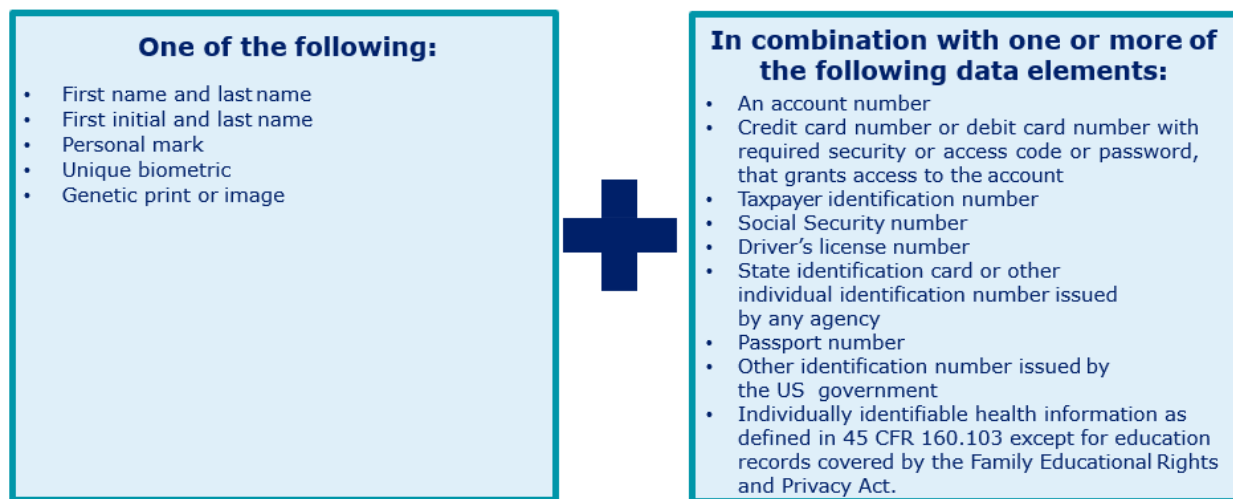 One of the following:
• First name and last name
• First initial and last name
• Personal mark
• Unique biometric
• Genetic print or image
In combination with one or more of
the following data elements:
• An account number
• Credit card number or debit card number with
required security or access code or password,
that grants access to the account
• Taxpayer identification number
• Social Security number
• Driver’s license number
• State identification card or other
individual identification number issued
by any agency
• Passport number
• Other identification number issued by
the US government
• Individually identifiable health information as
defined in 45 CFR 160.103 except for education
records covered by the Family Educational Rights
and Privacy Act.